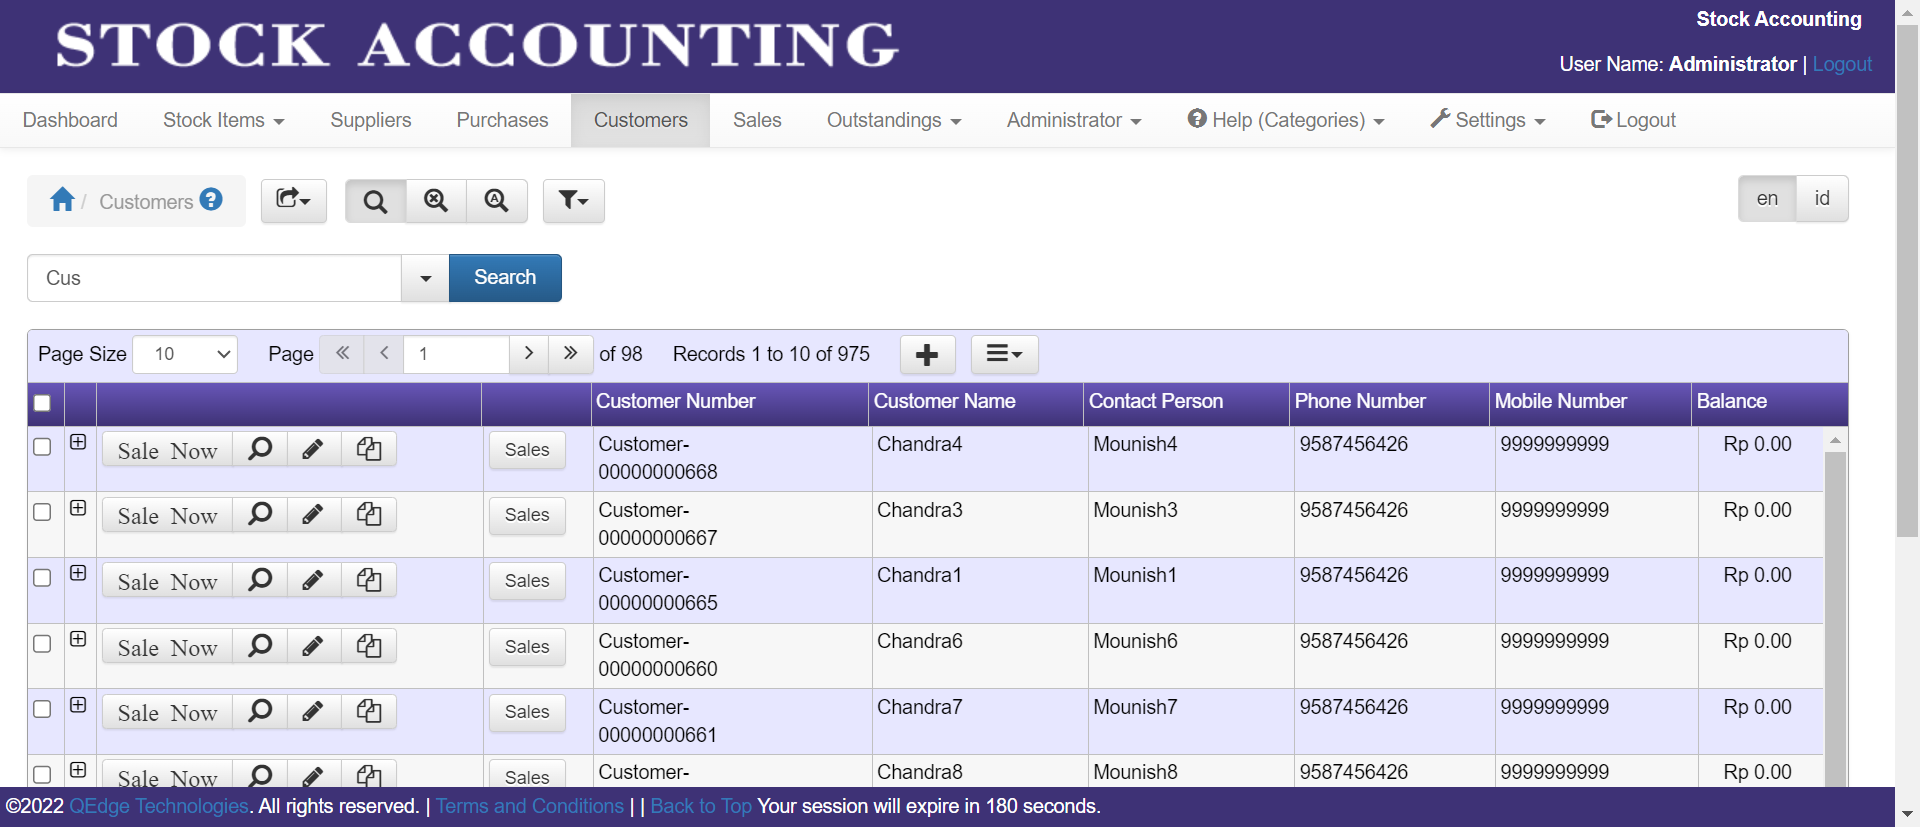 STOCK ACCOUNTING
Stock Accounting
User Name: Administrator | Logout
Dashboard Stock Items Suppliers Purchases Customers Sales Outstandings Administrator Help (Categories) Settings Logout
/ Customers
en id
Cus Search
Page Size 10 Page 1 of 98 Records 1 to 10 of 975
Customer Number Customer Name Contact Person Phone Number Mobile Number Balance
Sale Now Sales Customer-00000000668 Chandra4 Mounish4 9587456426 9999999999 Rp 0.00
Sale Now Sales Customer-00000000667 Chandra3 Mounish3 9587456426 9999999999 Rp 0.00
Sale Now Sales Customer-00000000665 Chandra1 Mounish1 9587456426 9999999999 Rp 0.00
Sale Now Sales Customer-00000000660 Chandra6 Mounish6 9587456426 9999999999 Rp 0.00
Sale Now Sales Customer-00000000661 Chandra7 Mounish7 9587456426 9999999999 Rp 0.00
Sale Now Sales Customer- Chandra8 Mounish8 9587456426 9999999999 Rp 0.00
©2022 QEdge Technologies. All rights reserved. | Terms and Conditions | | Back to Top Your session will expire in 180 seconds.